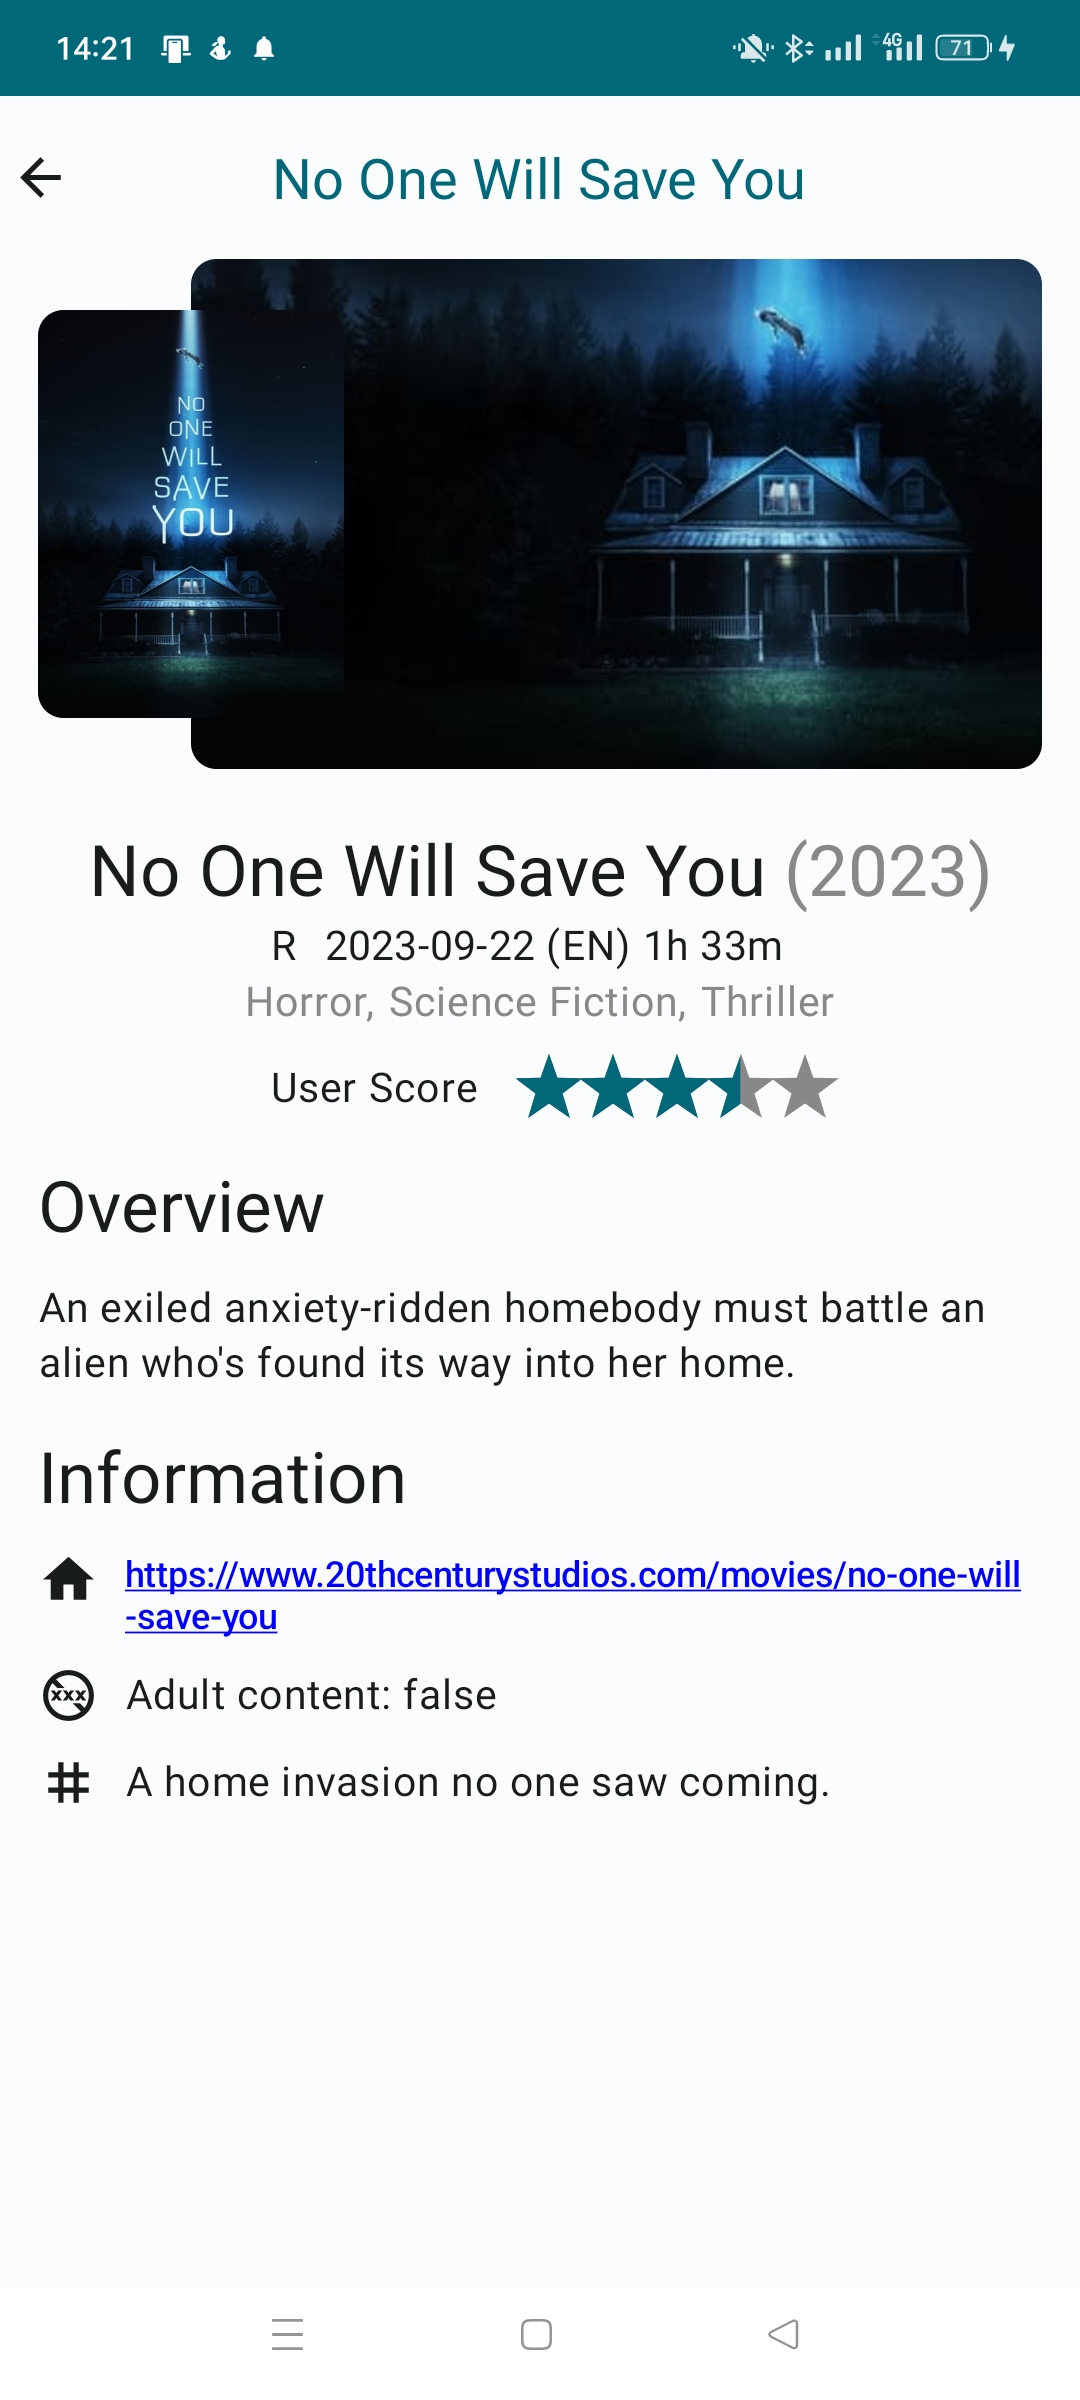 14:21
4G
71
No One Will Save You
NO
ONE
WILL
SAVE
YOU
No One Will Save You (2023)
R 2023-09-22 (EN) 1h 33m
Horror, Science Fiction, Thriller
User Score
Overview
An exiled anxiety-ridden homebody must battle an
alien who's found its way into her home.
Information
https://www.20thcenturystudios.com/movies/no-one-will
-save-you
xxx
Adult content: false
# A home invasion no one saw coming.